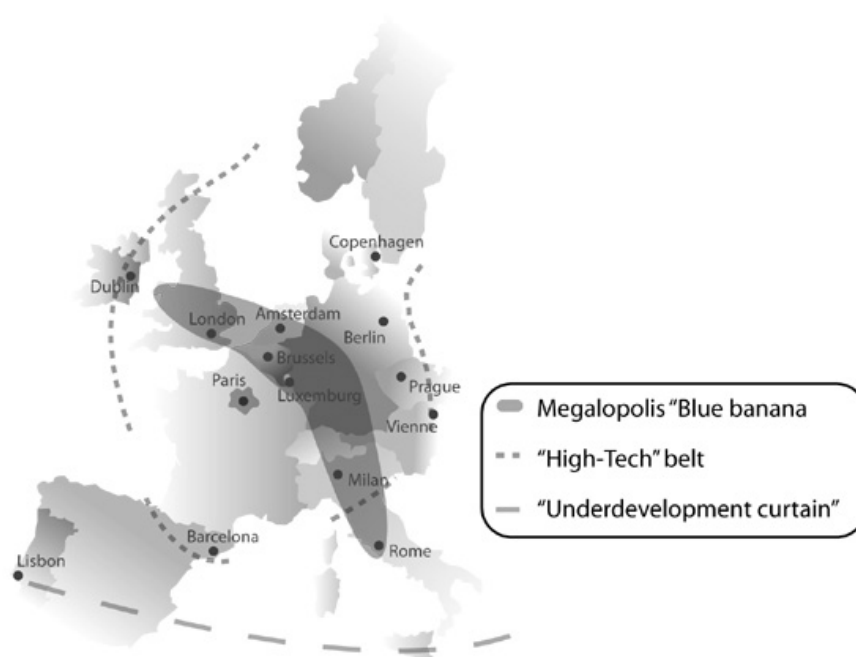 Copenhagen
Dublin
London
Amsterdam
Berlin
Brussels
Paris
Luxemburg
Prague
Vienne
Milan
Barcelona
Rome
Lisbon
Megalopolis “Blue banana
“High-Tech” belt
“Underdevelopment curtain”